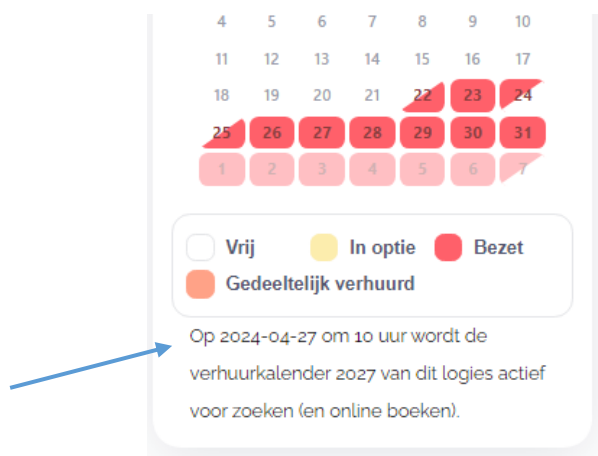 4 5 6 7 8 9 10
11 12 13 14 15 16 17
18 19 20 21 22 23 24
25 26 27 28 29 30 31
1 2 3 4 5 6 7
Vrij In optie Bezet
Gedeeltelijk verhuurd
Op 2024-04-27 om 10 uur wordt de
verhuurkalender 2027 van dit logies actief
voor zoeken (en online boeken).